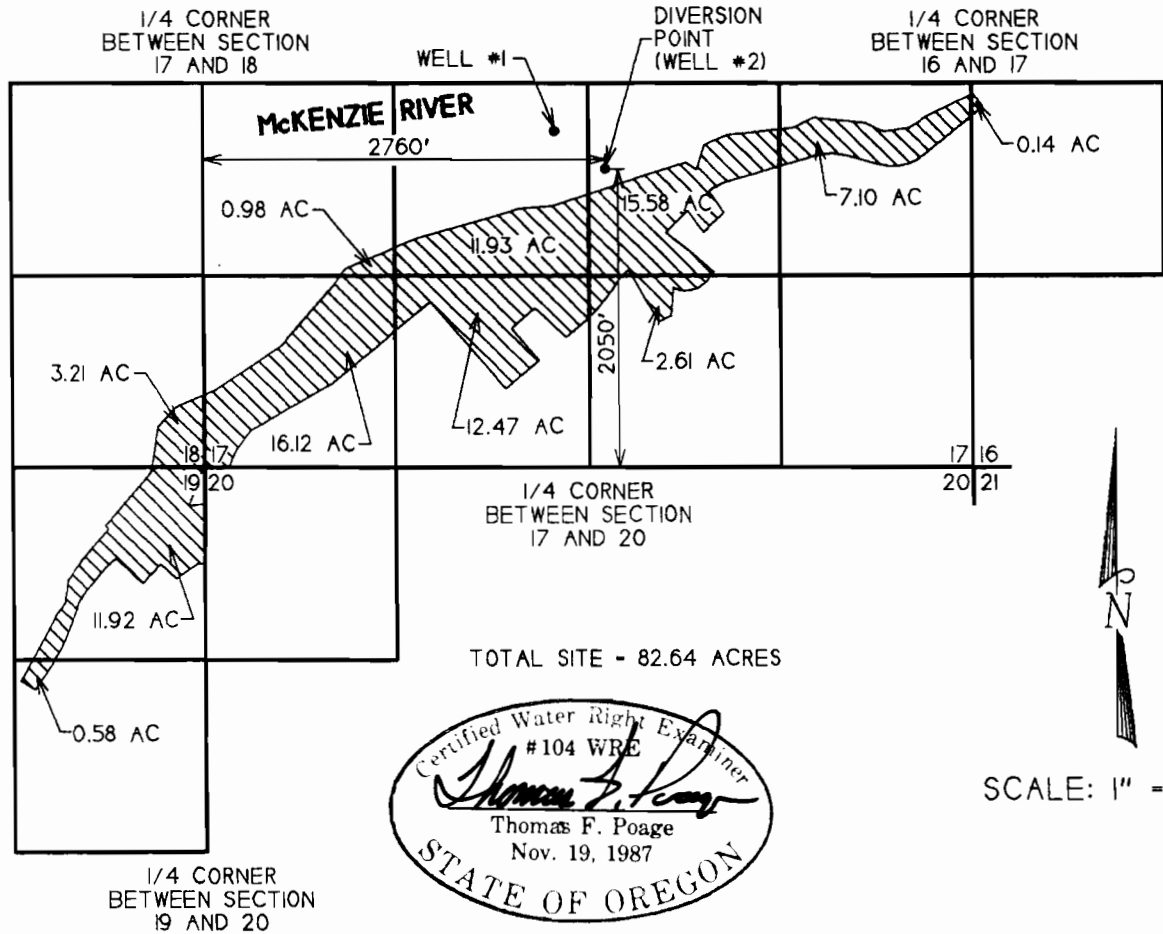 1/4 CORNER
BETWEEN SECTION
17 AND 18
DIVERSION
POINT
(WELL #2)
1/4 CORNER
BETWEEN SECTION
16 AND 17
WELL #1
McKENZIE RIVER
2760'
0.14 AC
0.98 AC
15.58 AC
7.10 AC
11.93 AC
2050'
2.61 AC
3.21 AC
16.12 AC
12.47 AC
18 17
19 20
17 16
20 21
1/4 CORNER
BETWEEN SECTION
17 AND 20
11.92 AC
N
TOTAL SITE - 82.64 ACRES
0.58 AC
Certified Water Right Examiner
#104 WRE
Thomas F. Poage
Thomas F. Poage
Nov. 19, 1987
STATE OF OREGON
SCALE: 1" =
1/4 CORNER
BETWEEN SECTION
19 AND 20